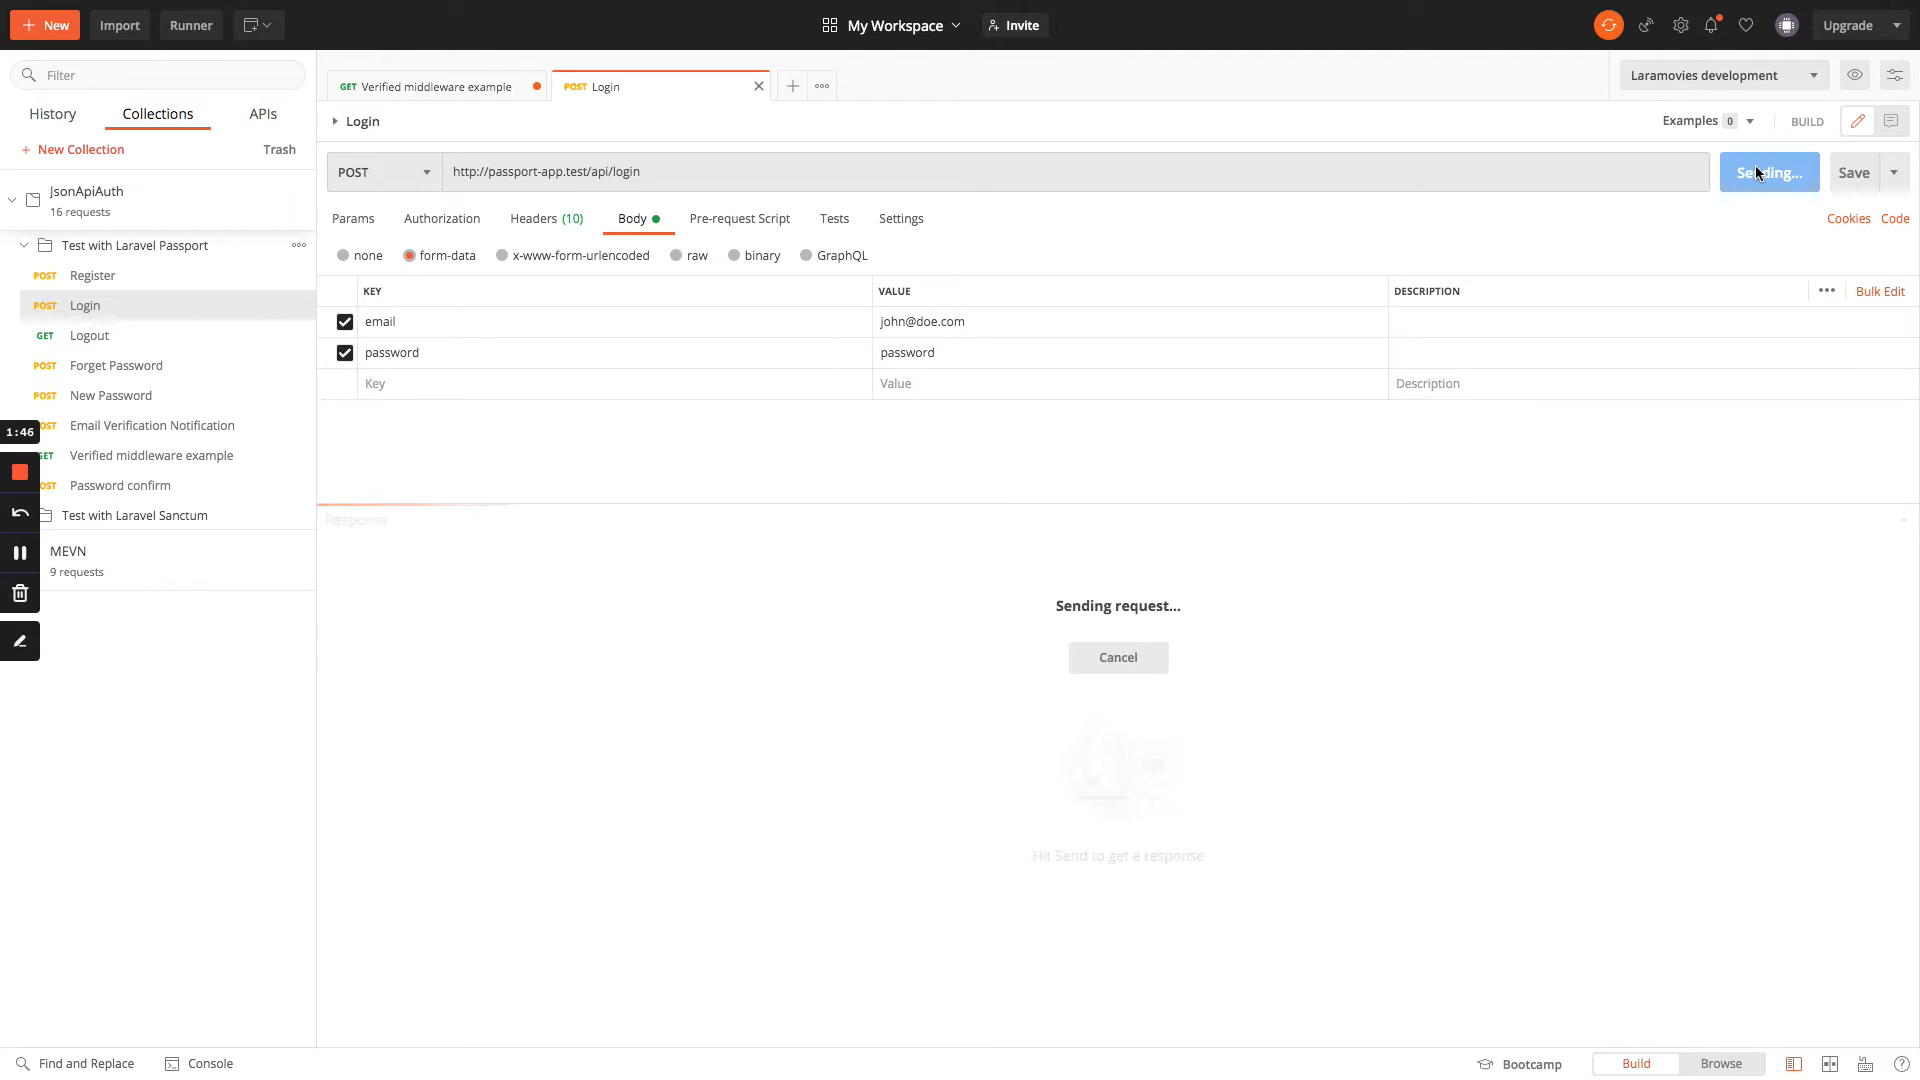 New
Import
Runner
My Workspace
Invite
Upgrade
Filter
History
Collections
APIs
+ New Collection
Trash
JsonApiAuth
16 requests
Test with Laravel Passport
POST Register
POST Login
GET Logout
POST Forget Password
POST New Password
OST Email Verification Notification
GET Verified middleware example
OST Password confirm
Test with Laravel Sanctum
MEVN
9 requests
1:46
GET Verified middleware example
POST Login
Laramovies development
Login
Examples 0
BUILD
POST
http://passport-app.test/api/login
Sending...
Save
Params
Authorization
Headers (10)
Body
Pre-request Script
Tests
Settings
Cookies
Code
none
form-data
x-www-form-urlencoded
raw
binary
GraphQL
KEY
VALUE
DESCRIPTION
Bulk Edit
email
john@doe.com
password
password
Key
Value
Description
Response
Sending request...
Cancel
Hit Send to get a response
Find and Replace
Console
Bootcamp
Build
Browse